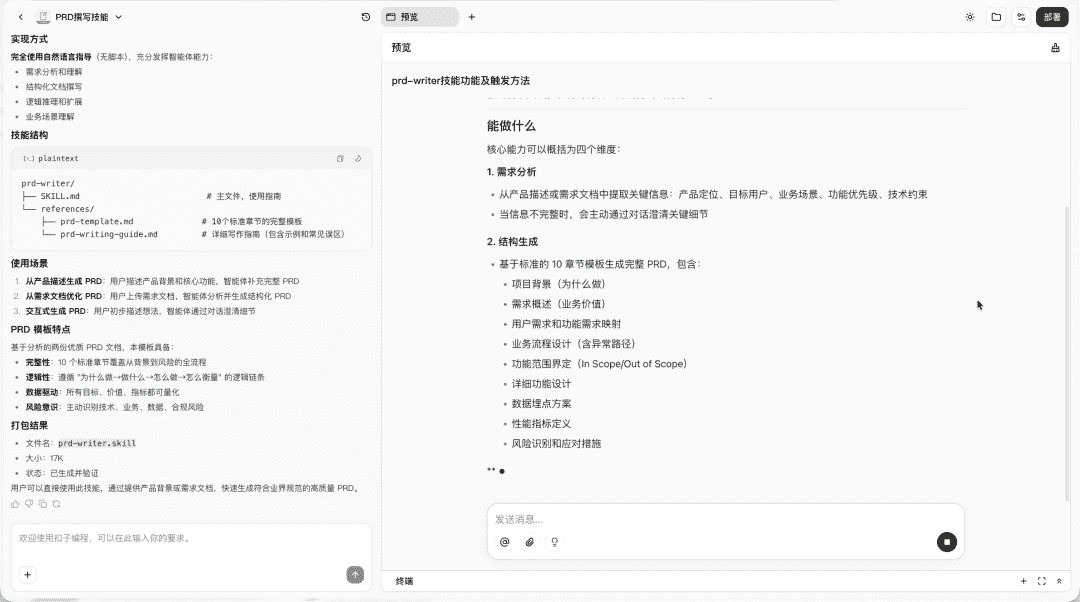 PRD撰写技能
实现方式
完全使用自然语言指导（无脚本），充分发挥智能体能力：
• 需求分析和理解
• 结构化文档撰写
• 逻辑推理和扩展
• 业务场景理解
技能结构
plaintext
prd-writer/
├── SKILL.md # 主文件，使用指南
└── references/
├── prd-template.md # 10个标准章节的完整模板
└── prd-writing-guide.md # 详细写作指南（包含示例和常见误区）
使用场景
1. 从产品描述生成 PRD：用户描述产品背景和核心功能，智能体补充完整 PRD
2. 从需求文档优化 PRD：用户上传需求文档，智能体分析并生成结构化 PRD
3. 交互式生成 PRD：用户初步描述想法，智能体通过对话澄清细节
PRD 模板特点
基于分析的两份优质 PRD 文档，本模板具备：
• 完整性：10 个标准章节覆盖从背景到风险的全流程
• 逻辑性：遵循 "为什么做→做什么→怎么做→怎么衡量" 的逻辑链条
• 数据驱动：所有目标、价值、指标都可量化
• 风险意识：主动识别技术、业务、数据、合规风险
打包结果
• 文件名：prd-writer.skill
• 大小：17K
• 状态：已生成并验证
用户可以直接使用此技能，通过提供产品背景或需求文档，快速生成符合业界规范的高质量 PRD。
欢迎使用扣子编程，可以在此输入你的要求。
预览
部署
预览
prd-writer技能功能及触发方法
能做什么
核心能力可以概括为四个维度：
1. 需求分析
• 从产品描述或需求文档中提取关键信息：产品定位、目标用户、业务场景、功能优先级、技术约束
• 当信息不完整时，会主动通过对话澄清关键细节
2. 结构生成
• 基于标准的 10 章节模板生成完整 PRD，包含：
• 项目背景（为什么做）
• 需求概述（业务价值）
• 用户需求和功能需求映射
• 业务流程设计（含异常路径）
• 功能范围界定（In Scope/Out of Scope）
• 详细功能设计
• 数据埋点方案
• 性能指标定义
• 风险识别和应对措施
** ●
发送消息...
终端